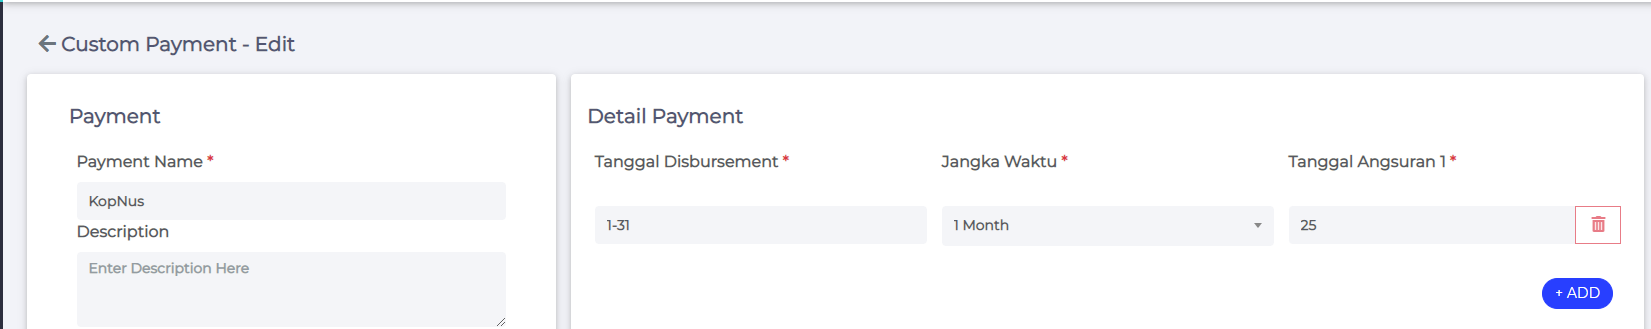 Custom Payment - Edit
Payment
Payment Name *
KopNus
Description
Enter Description Here
Detail Payment
Tanggal Disbursement * Jangka Waktu * Tanggal Angsuran 1 *
1-31 1 Month 25
+ ADD